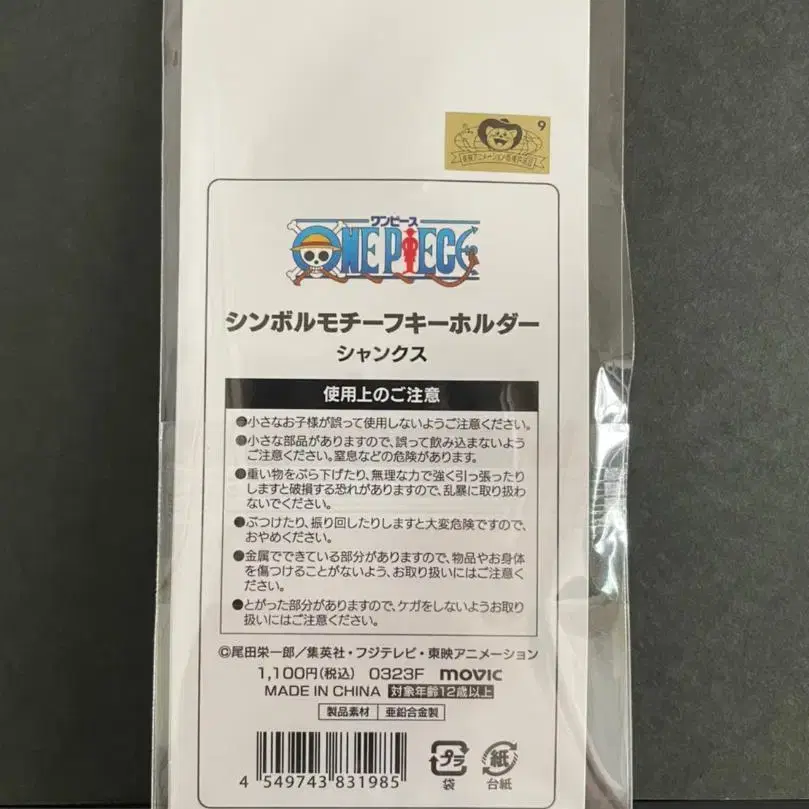 9
東映アニメーション版権許諾証
ワンピース
ONE PIECE
シンボルモチーフキーホルダー
シャンクス
使用上のご注意
●小さなお子様が誤って使用しないようご注意ください。
●小さな部品がありますので、誤って飲み込まないよう
ご注意ください。窒息などの危険があります。
●重い物をぶら下げたり、無理な力で強く引っ張ったり
しますと破損する恐れがありますので、乱暴に取り扱わ
ないでください。
●ぶつけたり、振り回したりしますと大変危険ですので、
おやめください。
●金属でできている部分がありますので、物品やお身体
を傷つけることがないよう、お取り扱いにはご注意く
ださい。
●とがった部分がありますので、ケガをしないようお取り
扱いにはご注意ください。
©尾田栄一郎/集英社・フジテレビ・東映アニメーション
1,100円(税込) 0323F movic
MADE IN CHINA 対象年齢12歳以上
製品素材 亜鉛合金製
4 549743 831985
プラ 紙
袋 台紙